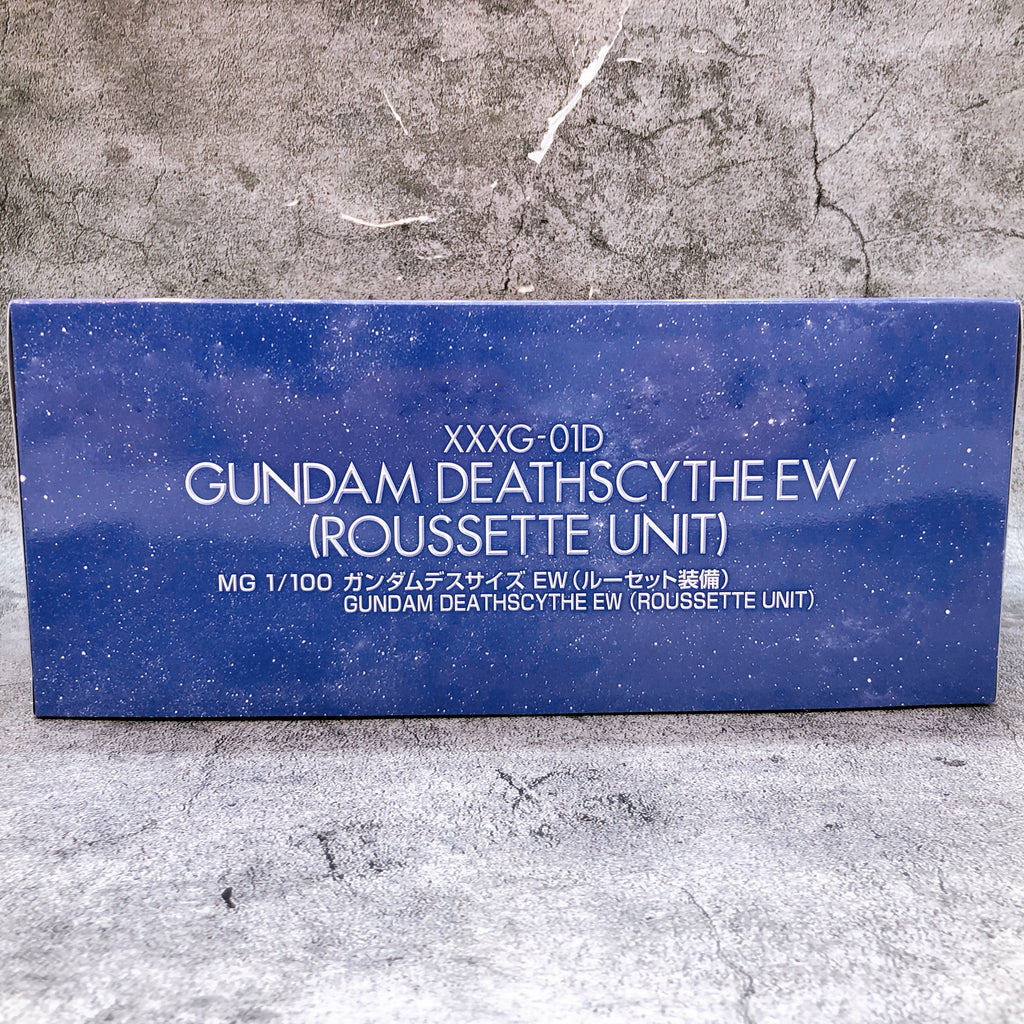 XXXG-01D
GUNDAM DEATHSCYTHE EW
(ROUSSETTE UNIT)
MG 1/100 ガンダムデスサイズ EW(ルーセット装備)
GUNDAM DEATHSCYTHE EW (ROUSSETTE UNIT)